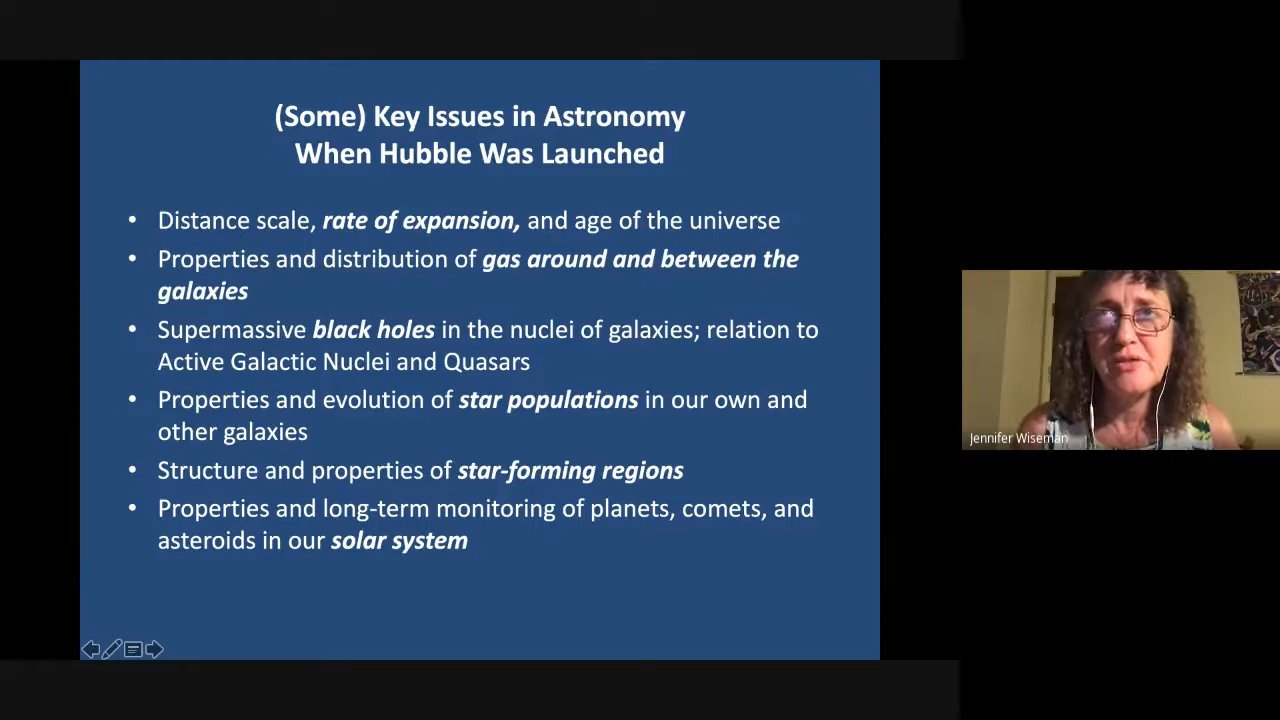 (Some) Key Issues in Astronomy
When Hubble Was Launched
• Distance scale, rate of expansion, and age of the universe
• Properties and distribution of gas around and between the
galaxies
• Supermassive black holes in the nuclei of galaxies; relation to
Active Galactic Nuclei and Quasars
• Properties and evolution of star populations in our own and
other galaxies
• Structure and properties of star-forming regions
• Properties and long-term monitoring of planets, comets, and
asteroids in our solar system
Jennifer Wiseman